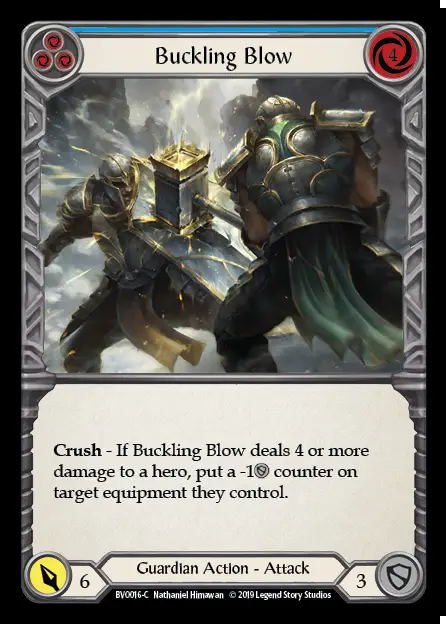 Buckling Blow
4
Crush - If Buckling Blow deals 4 or more
damage to a hero, put a -1 counter on
target equipment they control.
6
Guardian Action - Attack
3
BVO016-C Nathaniel Himawan © 2019 Legend Story Studios